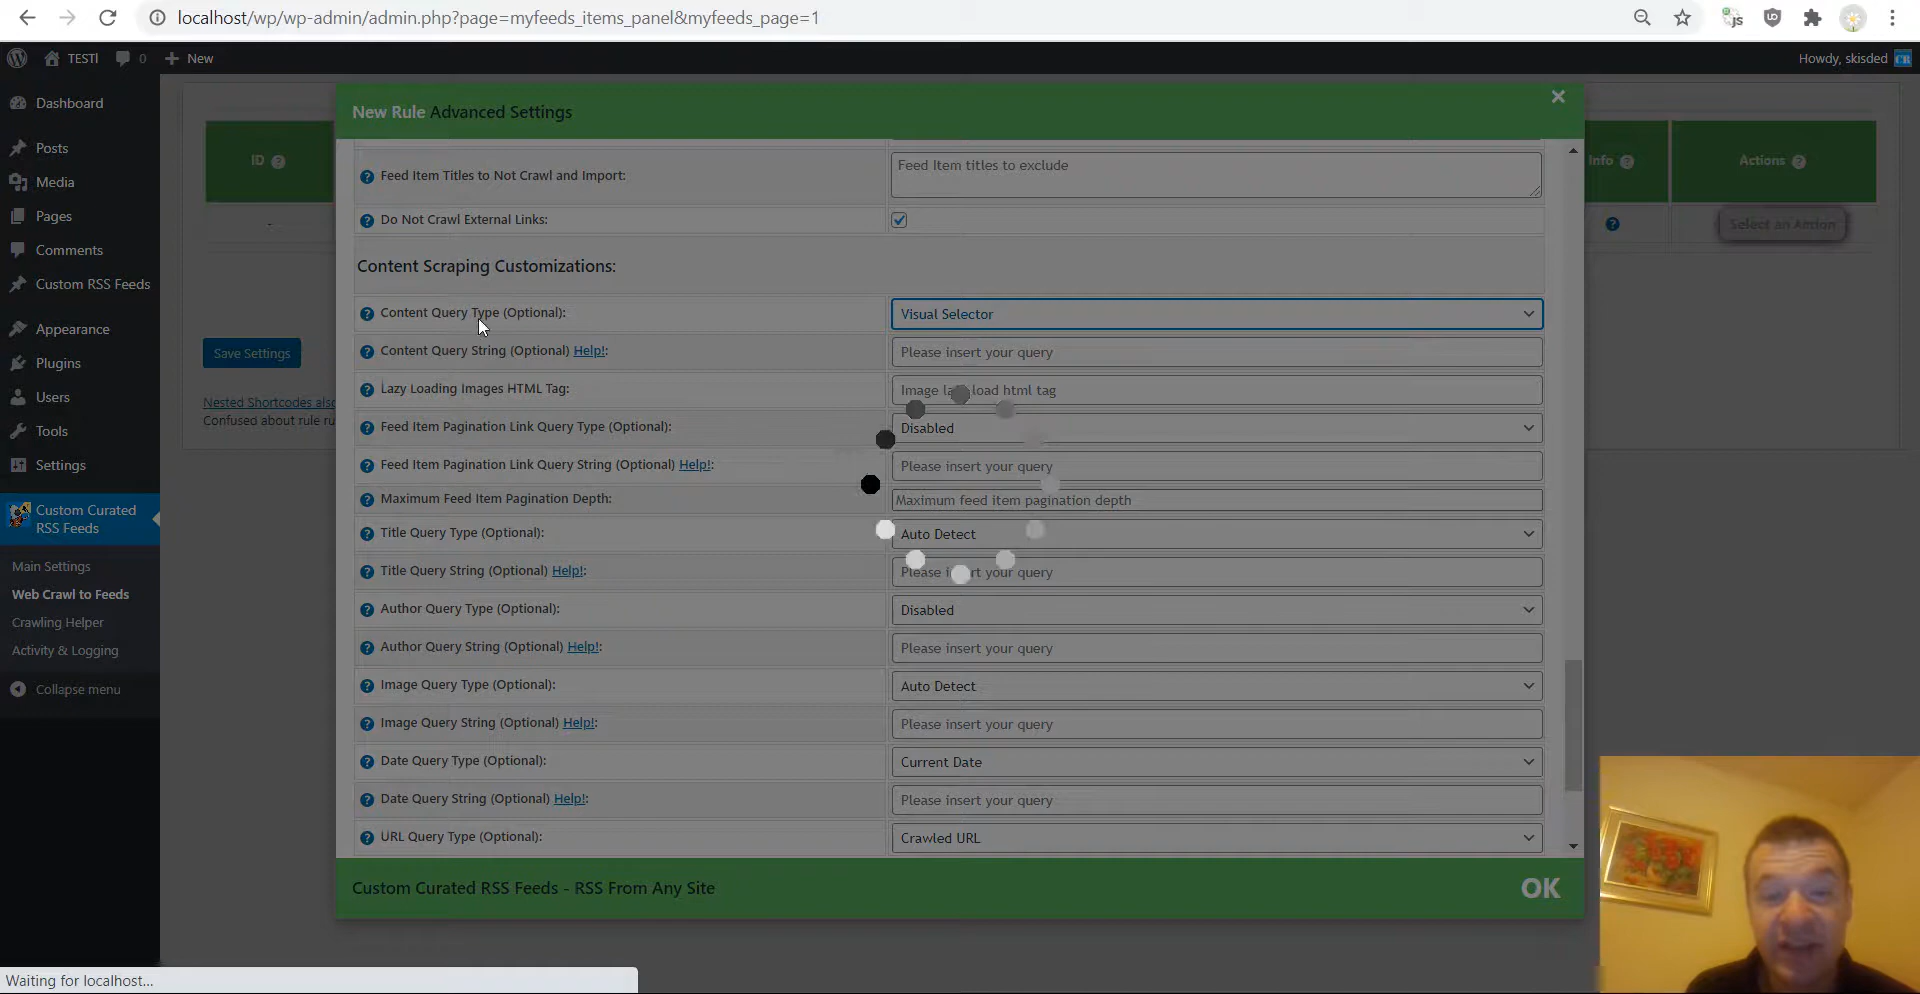 localhost/wp/wp-admin/admin.php?page=myfeeds_items_panel&myfeeds_page=1
TESTI 0 New
Howdy, skisded
Dashboard
Posts
Media
Pages
Comments
Custom RSS Feeds
Appearance
Plugins
Users
Tools
Settings
Custom Curated
RSS Feeds
Main Settings
Web Crawl to Feeds
Crawling Helper
Activity & Logging
Collapse menu
ID
-
Save Settings
Nested Shortcodes also
Confused about rule ru
Info
Actions
Select an Action
New Rule Advanced Settings
Feed Item Titles to Not Crawl and Import:
Feed Item titles to exclude
Do Not Crawl External Links:
Content Scraping Customizations:
Content Query Type (Optional):
Visual Selector
Content Query String (Optional) Help!:
Please insert your query
Lazy Loading Images HTML Tag:
Image lazy load html tag
Feed Item Pagination Link Query Type (Optional):
Disabled
Feed Item Pagination Link Query String (Optional) Help!:
Please insert your query
Maximum Feed Item Pagination Depth:
Maximum feed item pagination depth
Title Query Type (Optional):
Auto Detect
Title Query String (Optional) Help!:
Please insert your query
Author Query Type (Optional):
Disabled
Author Query String (Optional) Help!:
Please insert your query
Image Query Type (Optional):
Auto Detect
Image Query String (Optional) Help!:
Please insert your query
Date Query Type (Optional):
Current Date
Date Query String (Optional) Help!:
Please insert your query
URL Query Type (Optional):
Crawled URL
Custom Curated RSS Feeds - RSS From Any Site
OK
Waiting for localhost...